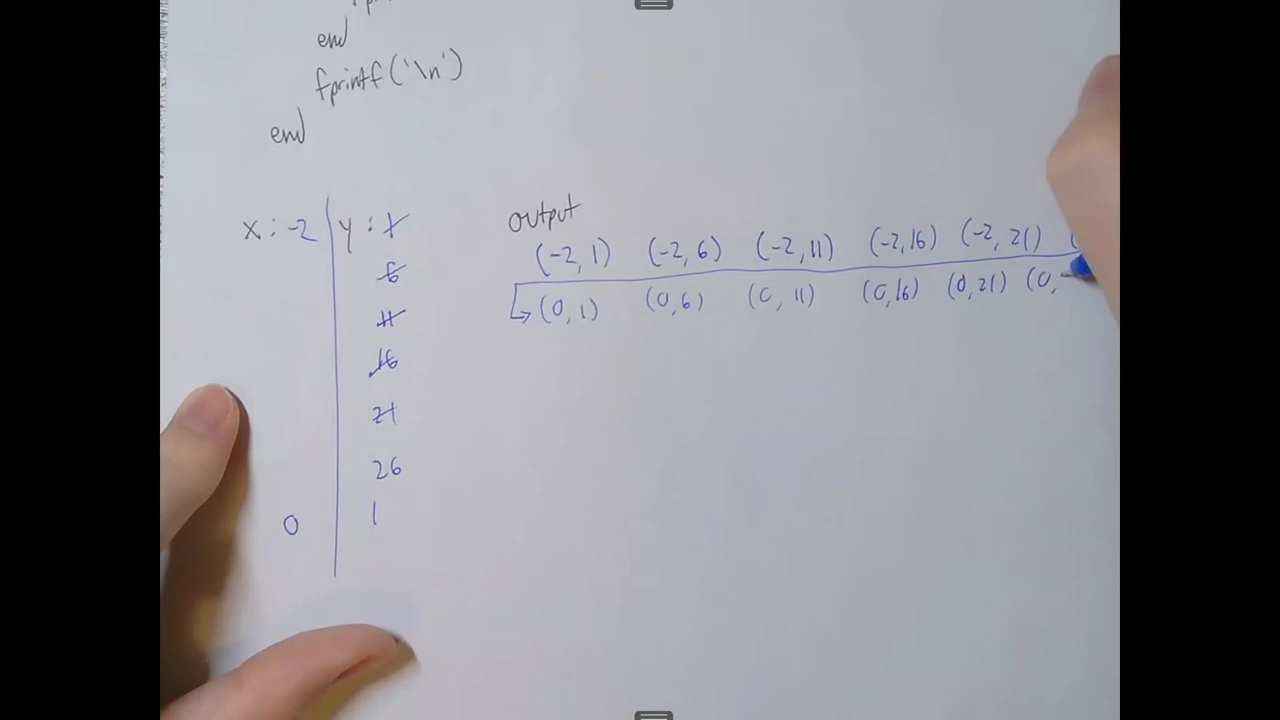 end
fprintf('\n')
end
output
x: -2 y: 1
(-2, 1) (-2, 6) (-2, 11) (-2, 16) (-2, 21) (
6
(0, 1) (0, 6) (0, 11) (0, 16) (0, 21) (0,
11
16
21
26
0 1